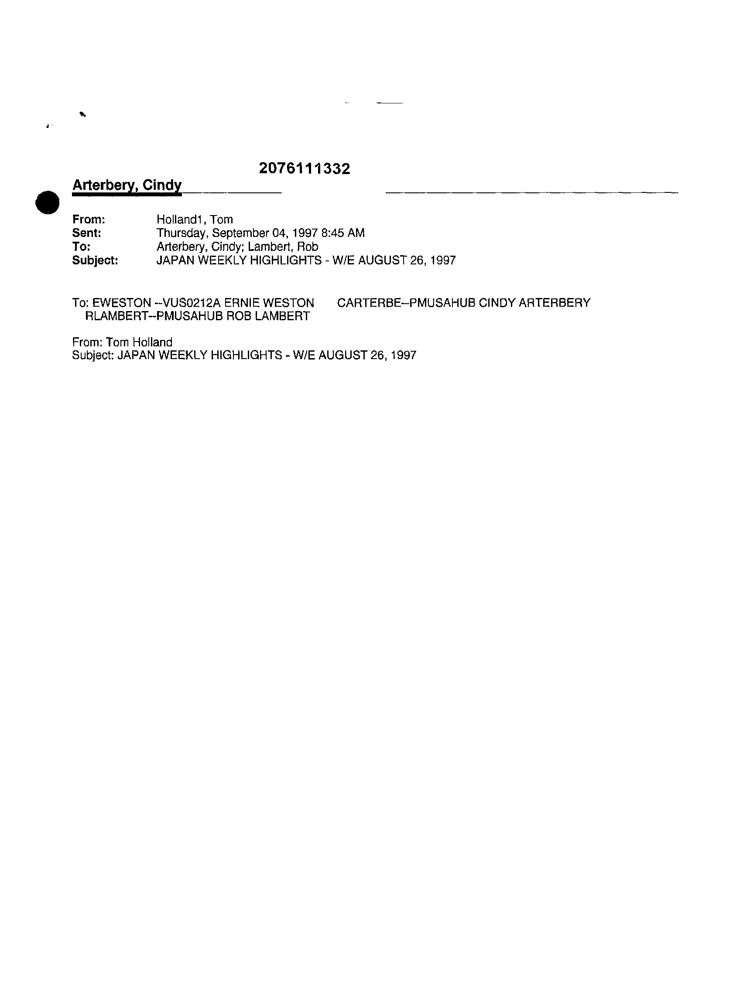 2076111332
Arterbery, Cindy
From: Holland1, Tom
Sent: Thursday, September 04, 1997 8:45 AM
To: Arterbery, Cindy; Lambert, Rob
Subject: JAPAN WEEKLY HIGHLIGHTS - W/E AUGUST 26, 1997
To: EWESTON --VUS0212A ERNIE WESTON CARTERBE--PMUSAHUB CINDY ARTERBERY
RLAMBERT--PMUSAHUB ROB LAMBERT
From: Tom Holland
Subject: JAPAN WEEKLY HIGHLIGHTS - W/E AUGUST 26, 1997